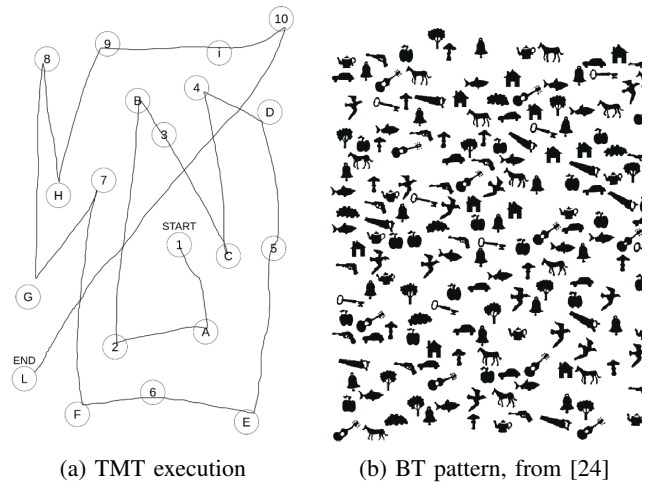 10
9
8
i
4
B
D
3
7
H
START
1
C
5
G
A
2
END
L
6
F
E
(a) TMT execution
(b) BT pattern, from [24]